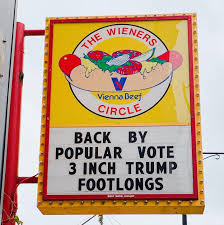 THE WIENERS
V
Vienna Beef
CIRCLE
BACK BY
POPULAR VOTE
3 INCH TRUMP
FOOTLONGS